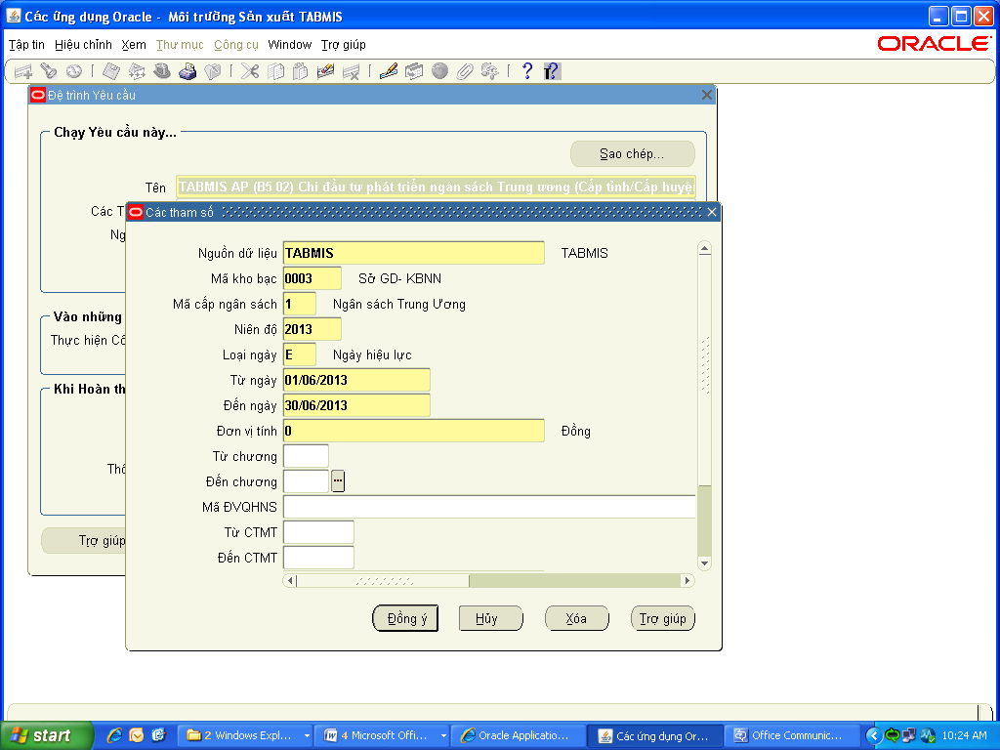 Các ứng dụng Oracle - Môi trường Sản xuất TABMIS
Tập tin Hiệu chỉnh Xem Thư mục Công cụ Window Trợ giúp
ORACLE
Đệ trình Yêu cầu
Chạy Yêu cầu này...
Sao chép...
Tên TABMIS AP (B5 02) Chi đầu tư phát triển ngân sách Trung ương (Cấp tỉnh/Cấp huyện
Các T
Ng
Các tham số
Nguồn dữ liệu TABMIS TABMIS
Mã kho bạc 0003 Sở GD- KBNN
Mã cấp ngân sách 1 Ngân sách Trung Ương
Vào những
Niên độ 2013
Thực hiện Cô
Loại ngày E Ngày hiệu lực
Từ ngày 01/06/2013
Khi Hoàn th
Đến ngày 30/06/2013
Đơn vị tính 0 Đồng
Từ chương
Thô
Đến chương ...
Mã ĐVQHNS
Từ CTMT
Trợ giúp
Đến CTMT
Đồng ý Hủy Xóa Trợ giúp
start 2 Windows Expl... 4 Microsoft Offi... Oracle Applicatio... Các ứng dụng Or... Office Communic... 10:24 AM